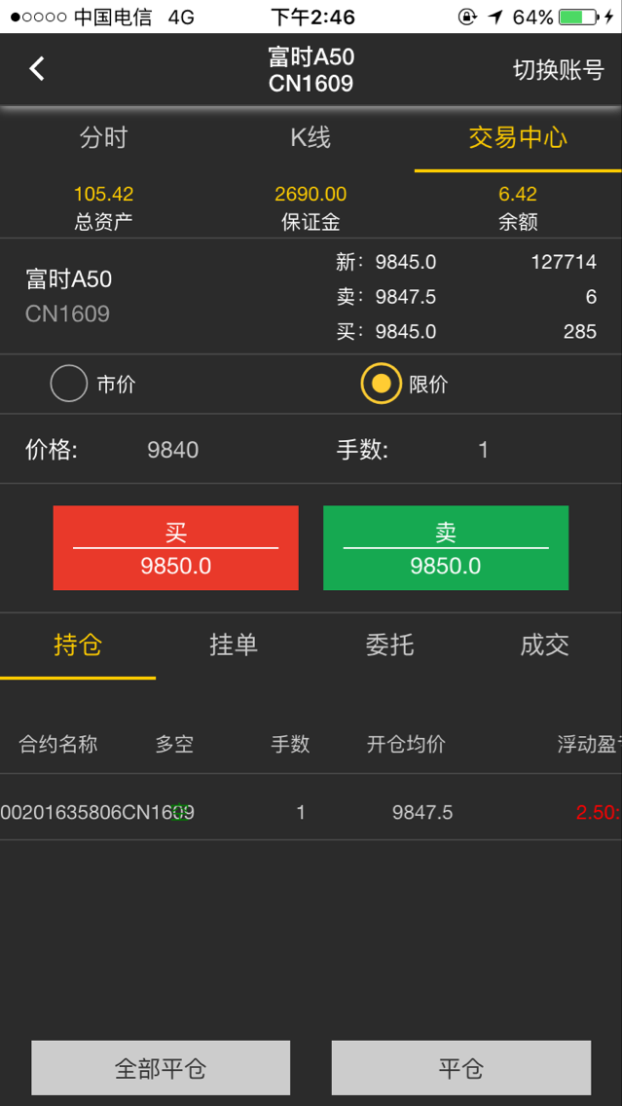 中国电信 4G 下午2:46 64%
富时A50
CN1609
切换账号
分时 K线 交易中心
105.42 2690.00 6.42
总资产 保证金 余额
富时A50
CN1609
新: 9845.0 127714
卖: 9847.5 6
买: 9845.0 285
市价 限价
价格: 9840 手数: 1
买 卖
9850.0 9850.0
持仓 挂单 委托 成交
合约名称 多空 手数 开仓均价 浮动盈
00201635806CN1609 空 1 9847.5 2.50:
全部平仓 平仓